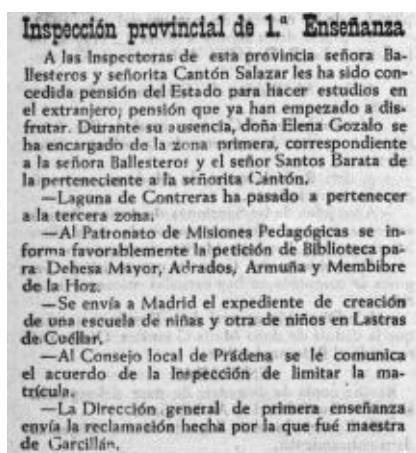 Inspección provincial de 1.ª Enseñanza
A las Inspectoras de esta provincia señora Ba-
llesteros y señorita Cantón Salazar les ha sido con-
cedida pensión del Estado para hacer estudios en
el extranjero; pensión que ya han empezado a dis-
frutar. Durante su ausencia, doña Elena Gozalo se
ha encargado de la zona primera, correspondiente
a la señora Ballesteros y el señor Santos Barata de
la perteneciente a la señorita Cantón.
—Laguna de Contreras ha pasado a pertenecer
a la tercera zona.
—Al Patronato de Misiones Pedagógicas se in-
forma favorablemente la petición de Biblioteca pa-
ra Dehesa Mayor, Adrados, Armuña y Membibre
de la Hoz.
—Se envía a Madrid el expediente de creación
de una escuela de niñas y otra de niños en Lastras
de Cuéllar.
—Al Consejo local de Prádena se le comunica
el acuerdo de la Inspección de limitar la ma-
trícula.
—La Dirección general de primera enseñanza
envía la reclamación hecha por la que fué maestra
de Garcillán.